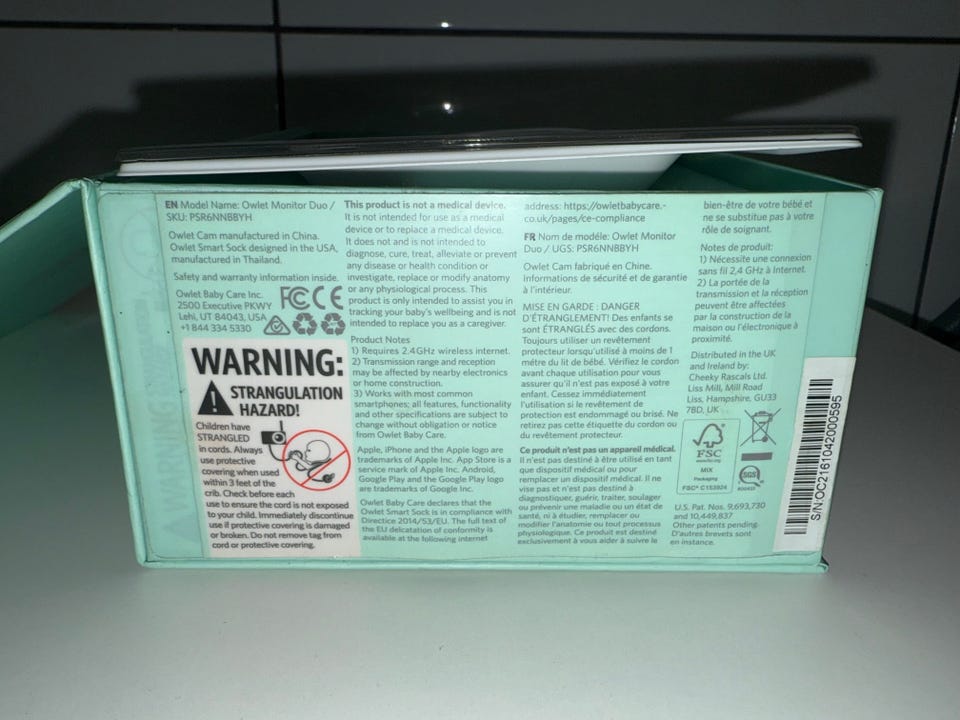 EN Model Name: Owlet Monitor Duo /
SKU: PSR6NNBBYH
Owlet Cam manufactured in China.
Owlet Smart Sock designed in the USA,
manufactured in Thailand.
Safety and warranty information inside.
Owlet Baby Care Inc.
2500 Executive PKWY
Lehi, UT 84043, USA
+1 844 334 5330
FC CE
WARNING:
STRANGULATION
HAZARD!
Children have
STRANGLED
in cords. Always
use protective
covering when used
within 3 feet of the
crib. Check before each
use to ensure the cord is not exposed
to your child. Immediately discontinue
use if protective covering is damaged
or broken. Do not remove tag from
cord or protective covering.
This product is not a medical device.
It is not intended for use as a medical
device or to replace a medical device.
It does not and is not intended to
diagnose, cure, treat, alleviate or prevent
any disease or health condition or
investigate, replace or modify anatomy
or any physiological process. This
product is only intended to assist you in
tracking your baby's wellbeing and is not
intended to replace you as a caregiver.
Product Notes
1) Requires 2.4GHz wireless internet.
2) Transmission range and reception
may be affected by nearby electronics
or home construction.
3) Works with most common
smartphones; all features, functionality
and other specifications are subject to
change without obligation or notice
from Owlet Baby Care.
Apple, iPhone and the Apple logo are
trademarks of Apple Inc. App Store is a
service mark of Apple Inc. Android,
Google Play and the Google Play logo
are trademarks of Google Inc.
Owlet Baby Care declares that the
Owlet Smart Sock is in compliance with
Directive 2014/53/EU. The full text of
the EU delcatation of conformity is
available at the following internet
address: https://owletbabycare.-
co.uk/pages/ce-compliance
FR Nom de modéle: Owlet Monitor
Duo / UGS: PSR6NNBBYH
Owlet Cam fabriqué en Chine.
Informations de sécurité et de garantie
à l'intérieur.
MISE EN GARDE : DANGER
D'ÉTRANGLEMENT! Des enfants se
sont ÉTRANGLÉS avec des cordons.
Toujours utiliser un revêtement
protecteur lorsqu'utilisé à moins de 1
mètre du lit de bébé. Vérifiez le cordon
avant chaque utilisation pour vous
assurer qu'il n'est pas exposé à votre
enfant. Cessez immédiatement
l'utilisation si le revêtement de
protection est endommagé ou brisé. Ne
retirez pas cette étiquette du cordon ou
du revêtement protecteur.
Ce produit n'est pas un appareil médical.
Il n'est pas destiné à être utilisé en tant
que dispositif médical ou pour
remplacer un dispositif médical. Il ne
vise pas et n'est pas destiné à
diagnostiquer, guérir, traiter, soulager
ou prévenir une maladie ou un état de
santé, ni à étudier, remplacer ou
modifier l'anatomie ou tout processus
physiologique. Ce produit est destiné
exclusivement à vous aider à suivre le
bien-être de votre bébé et
ne se substitue pas à votre
rôle de soignant.
Notes de produit:
1) Nécessite une connexion
sans fil 2,4 GHz à Internet.
2) La portée de la
transmission et la réception
peuvent être affectées
par la construction de la
maison ou l'électronique à
proximité.
Distributed in the UK
and Ireland by:
Cheeky Rascals Ltd.
Liss Mill, Mill Road
Liss, Hampshire, GU33
7BD, UK
FSC
www.fsc.org
MIX
Packaging
FSC® C153924
SGS
U.S. Pat. Nos. 9,693,730
and 10,449,837
Other patents pending.
D'autres brevets sont
en instance.
S/N:OC2161042000595